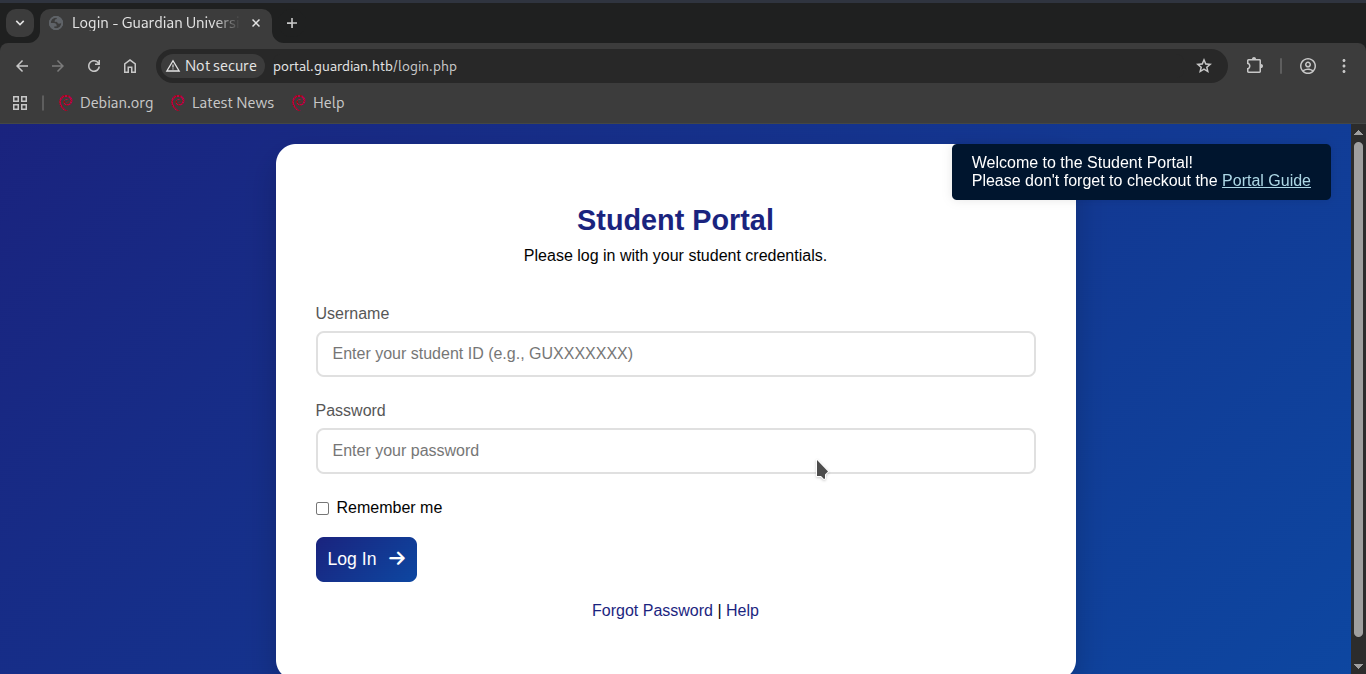 Login - Guardian Univers
Not secure
portal.guardian.htb/login.php
Debian.org
Latest News
Help
Welcome to the Student Portal!
Please don't forget to checkout the Portal Guide
Student Portal
Please log in with your student credentials.
Username
Enter your student ID (e.g., GUXXXXXXX)
Password
Enter your password
Remember me
Log In
Forgot Password | Help